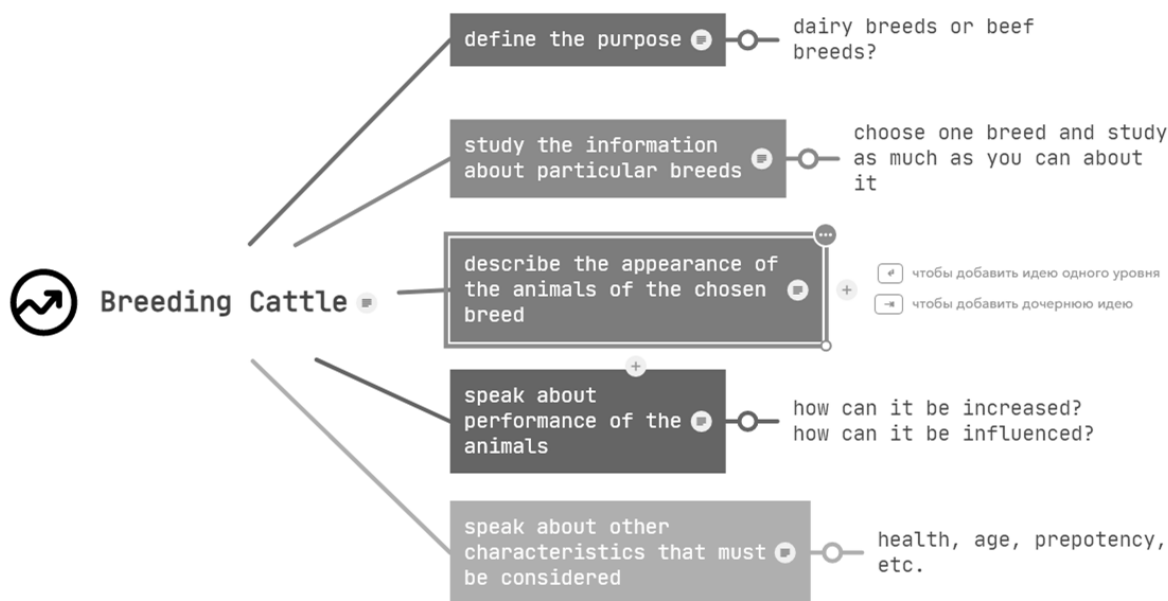 define the purpose
dairy breeds or beef
breeds?
study the information
about particular breeds
choose one breed and study
as much as you can about
it
Breeding Cattle
describe the appearance of
the animals of the chosen
breed
чтобы добавить идею одного уровня
чтобы добавить дочернюю идею
speak about
performance of the
animals
how can it be increased?
how can it be influenced?
speak about other
characteristics that must
be considered
health, age, prepotency,
etc.